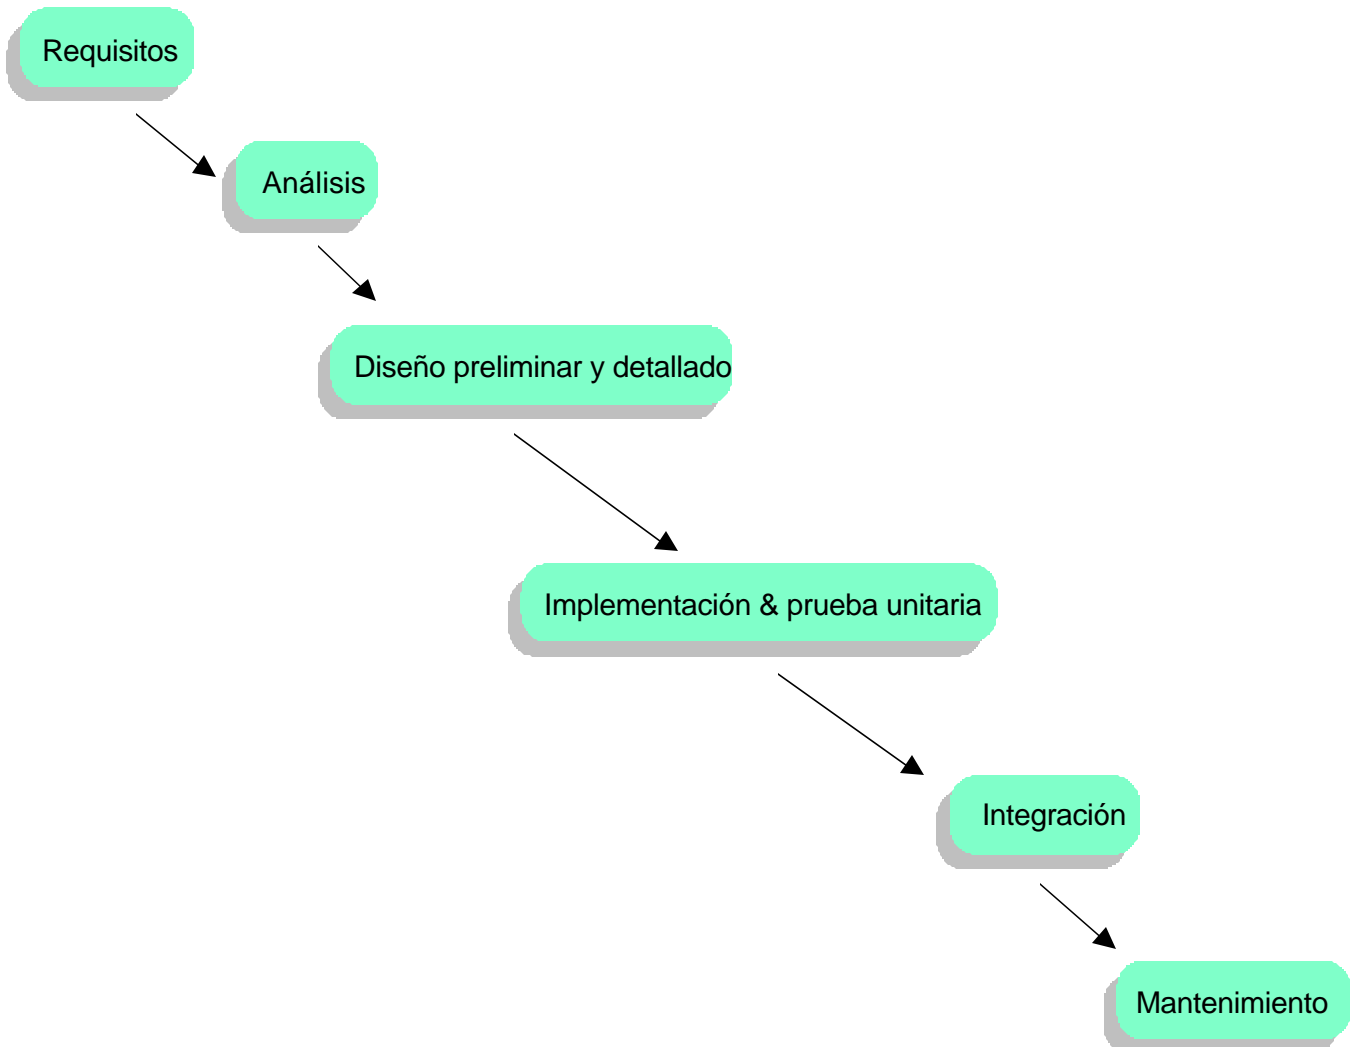 Requisitos
Análisis
Diseño preliminar y detallado
Implementación & prueba unitaria
Integración
Mantenimiento